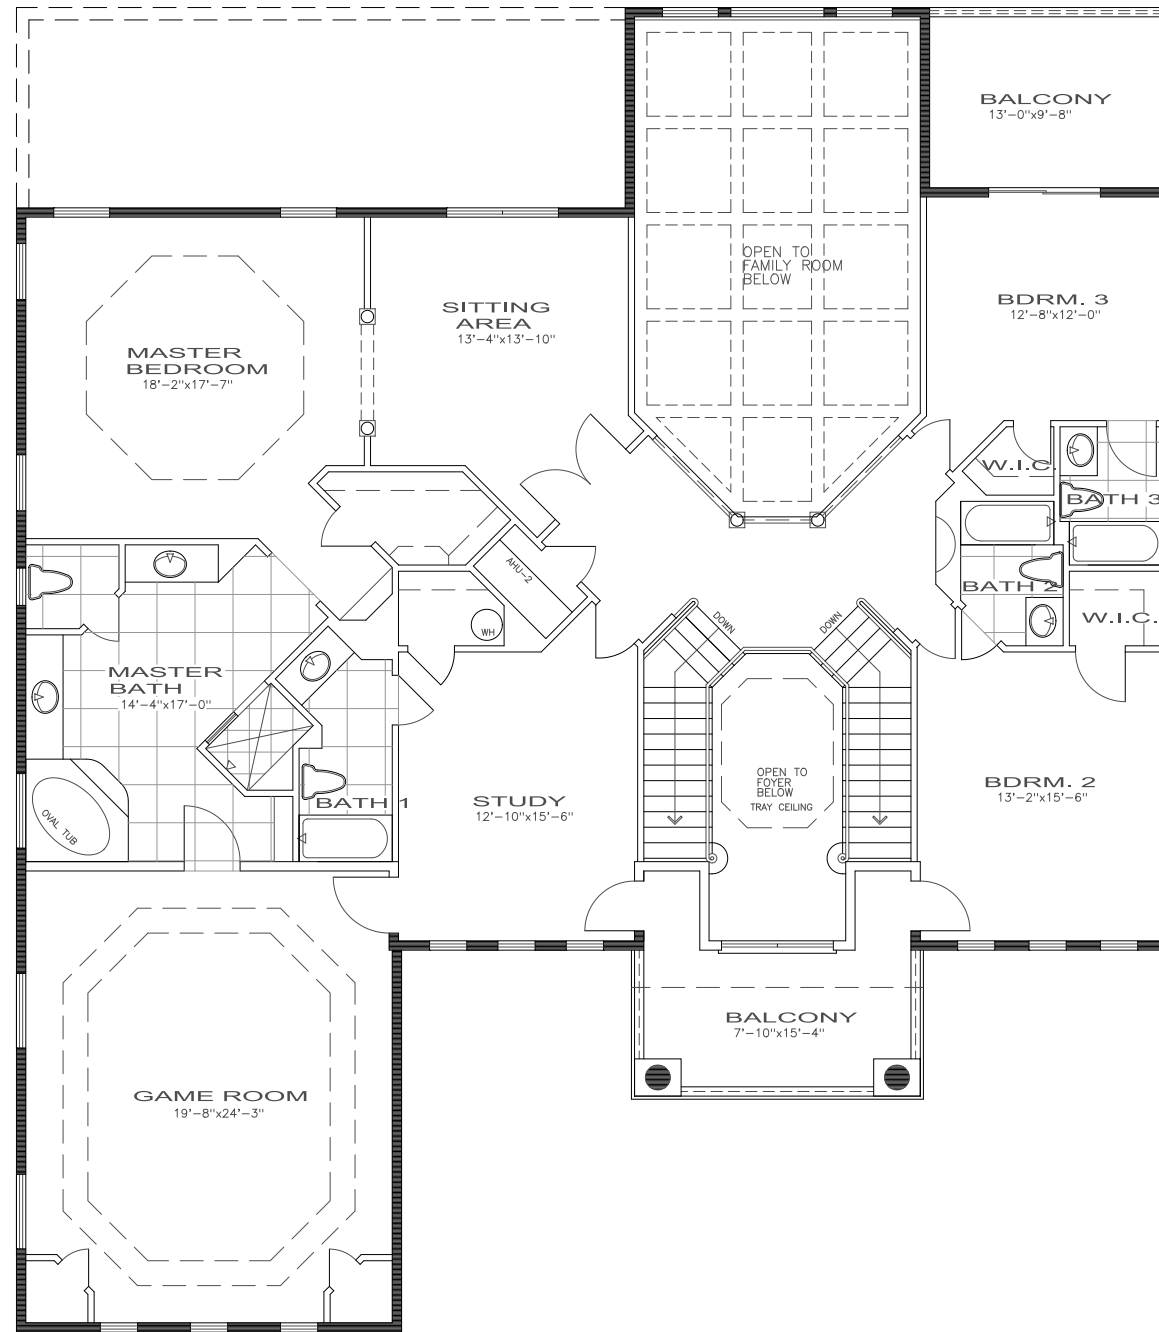 BALCONY
13'-0"x9'-8"
OPEN TO
FAMILY ROOM
BELOW
SITTING
AREA
13'-4"x13'-10"
BDRM. 3
12'-8"x12'-0"
MASTER
BEDROOM
18'-2"x17'-7"
W.I.C.
BATH 3
AHU-2
BATH 2
W.I.C.
WH
DOWN
DOWN
MASTER
BATH
14'-4"x17'-0"
OPEN TO
FOYER
BELOW
TRAY CEILING
BDRM. 2
13'-2"x15'-6"
BATH 1
STUDY
12'-10"x15'-6"
OVAL TUB
BALCONY
7'-10"x15'-4"
GAME ROOM
19'-8"x24'-3"